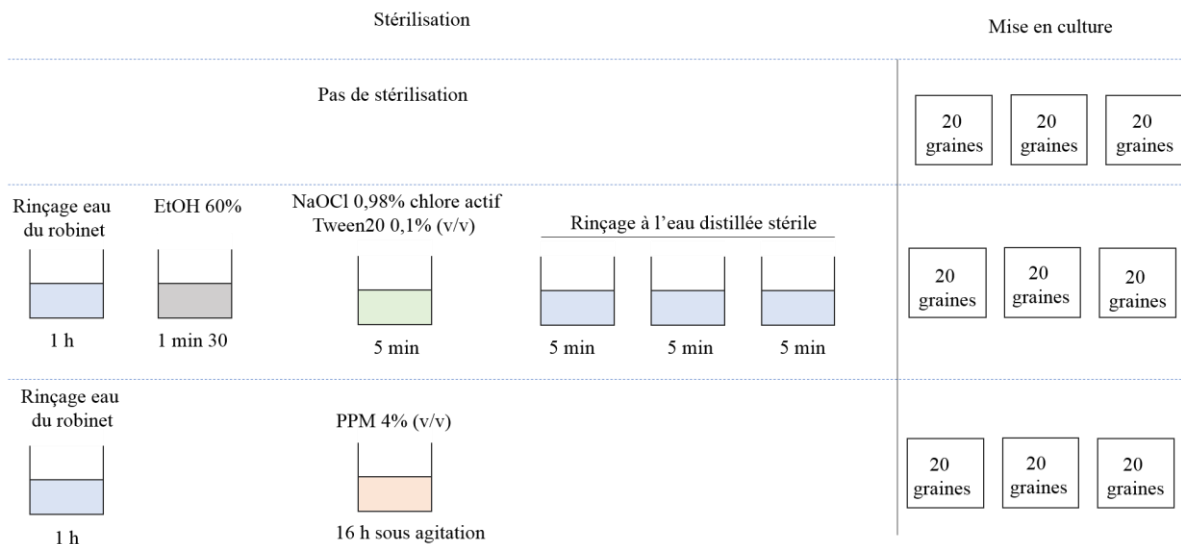 Stérilisation
Mise en culture
Pas de stérilisation
20
graines
20
graines
20
graines
Rinçage eau
du robinet
EtOH 60%
NaOCl 0,98% chlore actif
Tween20 0,1% (v/v)
Rinçage à l’eau distillée stérile
1 h
1 min 30
5 min
5 min
5 min
5 min
20
graines
20
graines
20
graines
Rinçage eau
du robinet
PPM 4% (v/v)
1 h
16 h sous agitation
20
graines
20
graines
20
graines